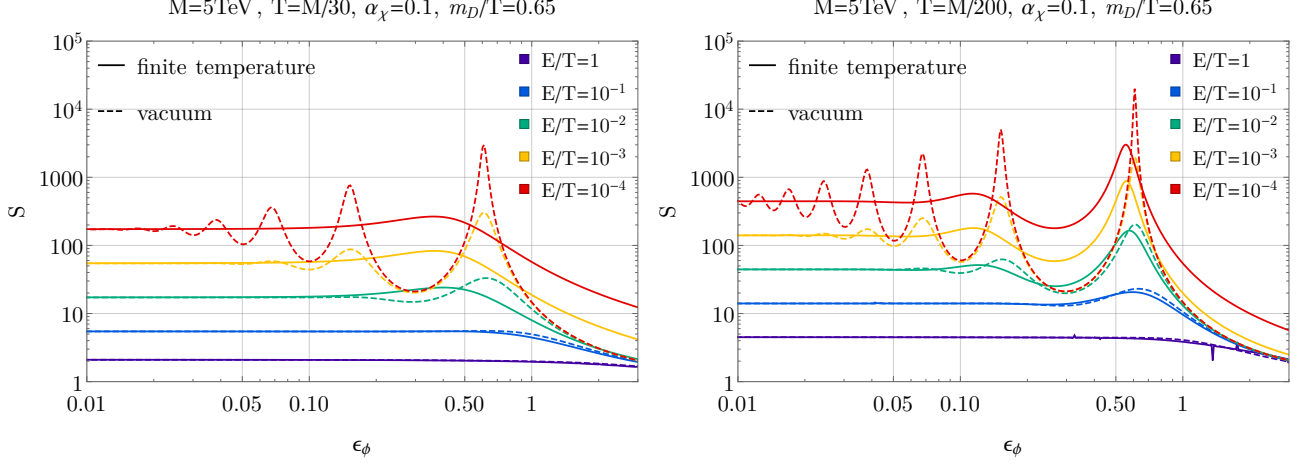 M=5TeV, T=M/30, α_χ=0.1, m_D/T=0.65
10^5
10^4
1000
100
10
1
S
finite temperature
vacuum
E/T=1
E/T=10^-1
E/T=10^-2
E/T=10^-3
E/T=10^-4
0.01
0.05
0.10
0.50
1
ϵ_ϕ
M=5TeV, T=M/200, α_χ=0.1, m_D/T=0.65
10^5
10^4
1000
100
10
1
S
finite temperature
vacuum
E/T=1
E/T=10^-1
E/T=10^-2
E/T=10^-3
E/T=10^-4
0.01
0.05
0.10
0.50
1
ϵ_ϕ